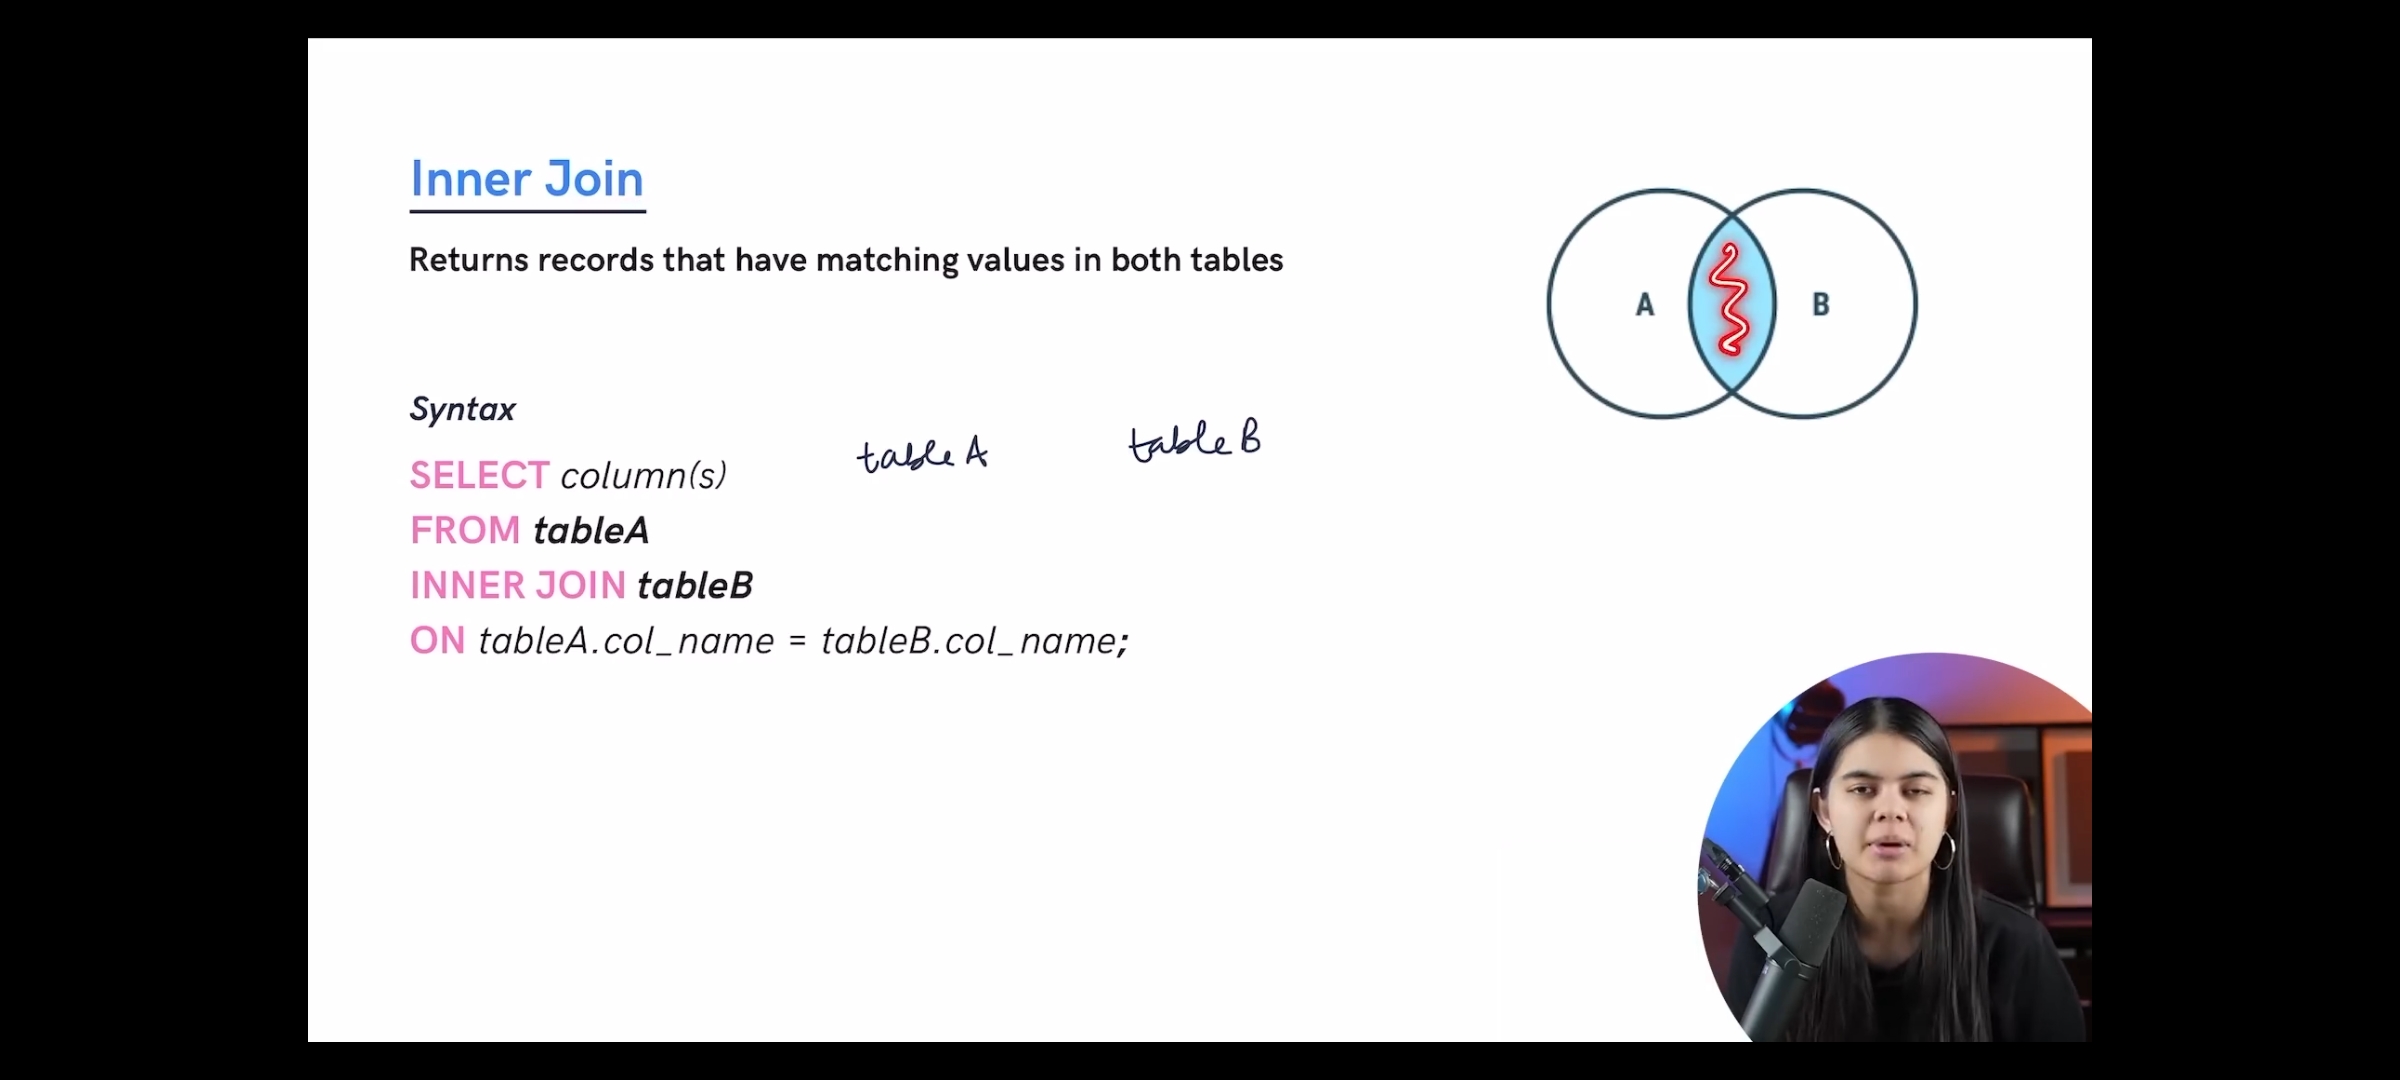 Inner Join
Returns records that have matching values in both tables
A
B
Syntax
table A
table B
SELECT column(s)
FROM tableA
INNER JOIN tableB
ON tableA.col_name = tableB.col_name;